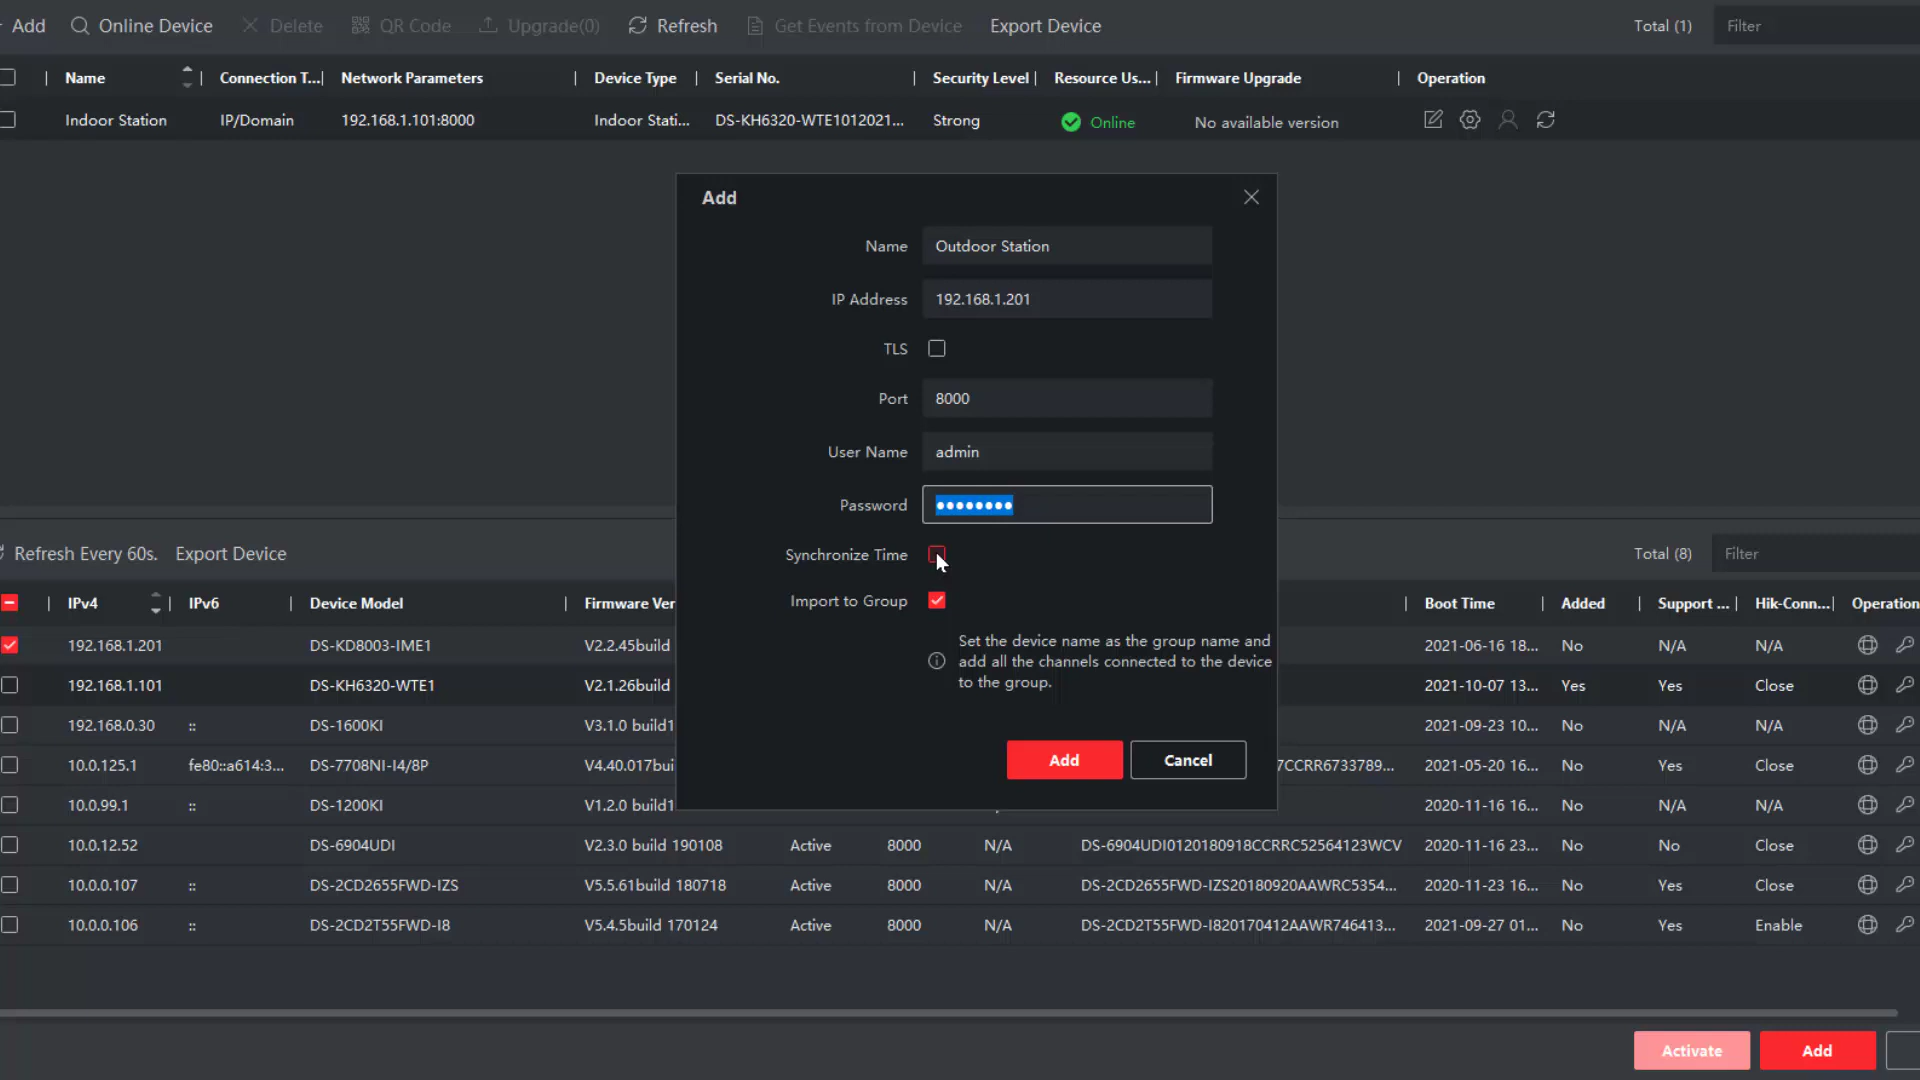 Add Online Device Delete QR Code Upgrade(0) Refresh Get Events from Device Export Device Total (1) Filter
Name Connection T... Network Parameters Device Type Serial No. Security Level Resource Us... Firmware Upgrade Operation
Indoor Station IP/Domain 192.168.1.101:8000 Indoor Stati... DS-KH6320-WTE1012021... Strong Online No available version
Add
Name Outdoor Station
IP Address 192.168.1.201
TLS
Port 8000
User Name admin
Password ••••••••
Synchronize Time
Import to Group
Set the device name as the group name and
add all the channels connected to the device
to the group.
Add Cancel
Refresh Every 60s. Export Device Total (8) Filter
IPv4 IPv6 Device Model Firmware Ver Boot Time Added Support ... Hik-Conn... Operation
192.168.1.201 DS-KD8003-IME1 V2.2.45build 2021-06-16 18... No N/A N/A
192.168.1.101 DS-KH6320-WTE1 V2.1.26build 2021-10-07 13... Yes Yes Close
192.168.0.30 :: DS-1600KI V3.1.0 build1 2021-09-23 10... No N/A N/A
10.0.125.1 fe80::a614:3... DS-7708NI-I4/8P V4.40.017bui 7CCRR6733789... 2021-05-20 16... No Yes Close
10.0.99.1 :: DS-1200KI V1.2.0 build1 2020-11-16 16... No N/A N/A
10.0.12.52 DS-6904UDI V2.3.0 build 190108 Active 8000 N/A DS-6904UDI0120180918CCRRC52564123WCV 2020-11-16 23... No No Close
10.0.0.107 :: DS-2CD2655FWD-IZS V5.5.61build 180718 Active 8000 N/A DS-2CD2655FWD-IZS20180920AAWRC5354... 2020-11-23 16... No Yes Close
10.0.0.106 :: DS-2CD2T55FWD-I8 V5.4.5build 170124 Active 8000 N/A DS-2CD2T55FWD-I820170412AAWR746413... 2021-09-27 01... No Yes Enable
Activate Add